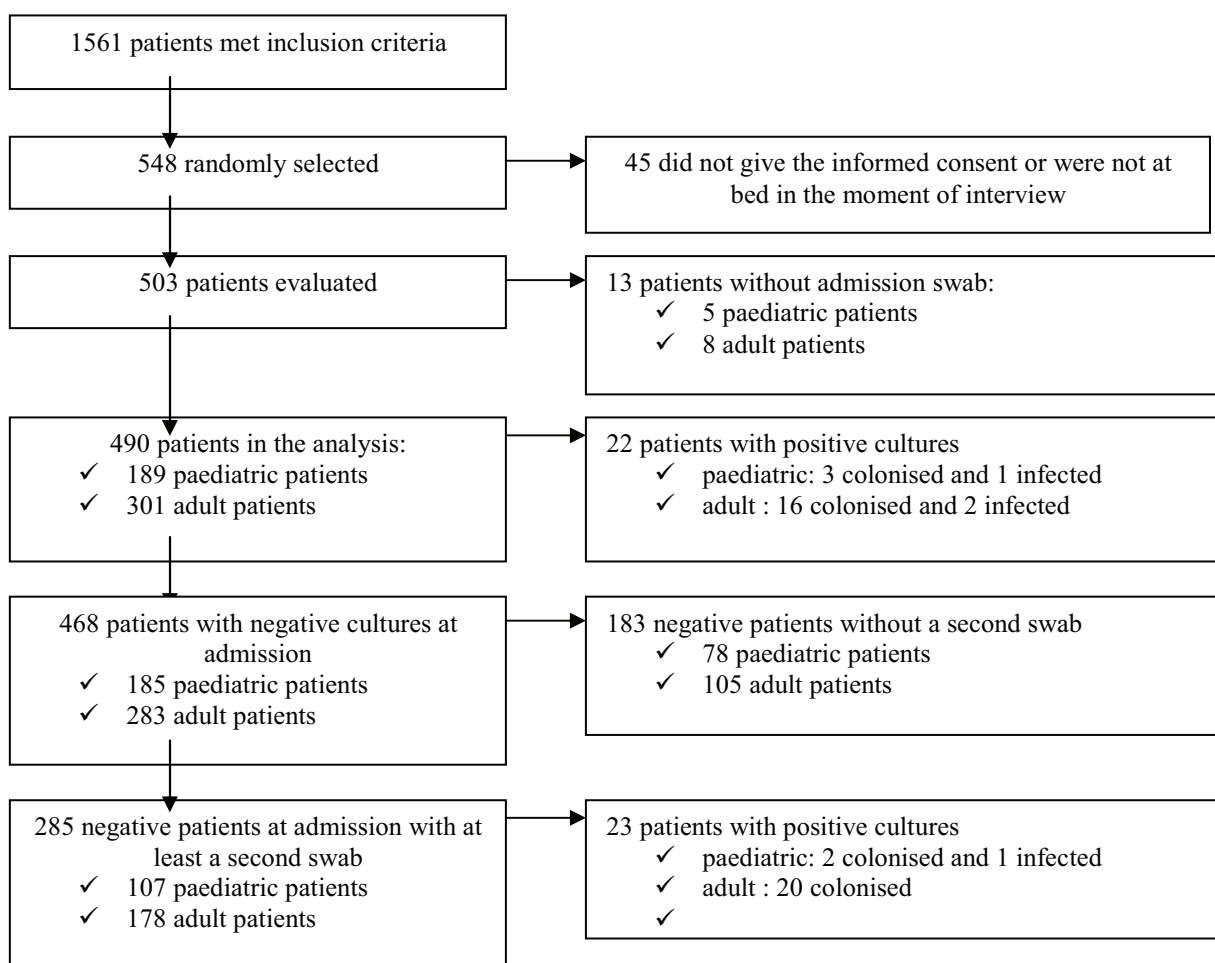 1561 patients met inclusion criteria
548 randomly selected
45 did not give the informed consent or were not at
bed in the moment of interview
503 patients evaluated
13 patients without admission swab:
✓ 5 paediatric patients
✓ 8 adult patients
490 patients in the analysis:
✓ 189 paediatric patients
✓ 301 adult patients
22 patients with positive cultures
✓ paediatric: 3 colonised and 1 infected
✓ adult : 16 colonised and 2 infected
468 patients with negative cultures at
admission
✓ 185 paediatric patients
✓ 283 adult patients
183 negative patients without a second swab
✓ 78 paediatric patients
✓ 105 adult patients
285 negative patients at admission with at
least a second swab
✓ 107 paediatric patients
✓ 178 adult patients
23 patients with positive cultures
✓ paediatric: 2 colonised and 1 infected
✓ adult : 20 colonised
✓